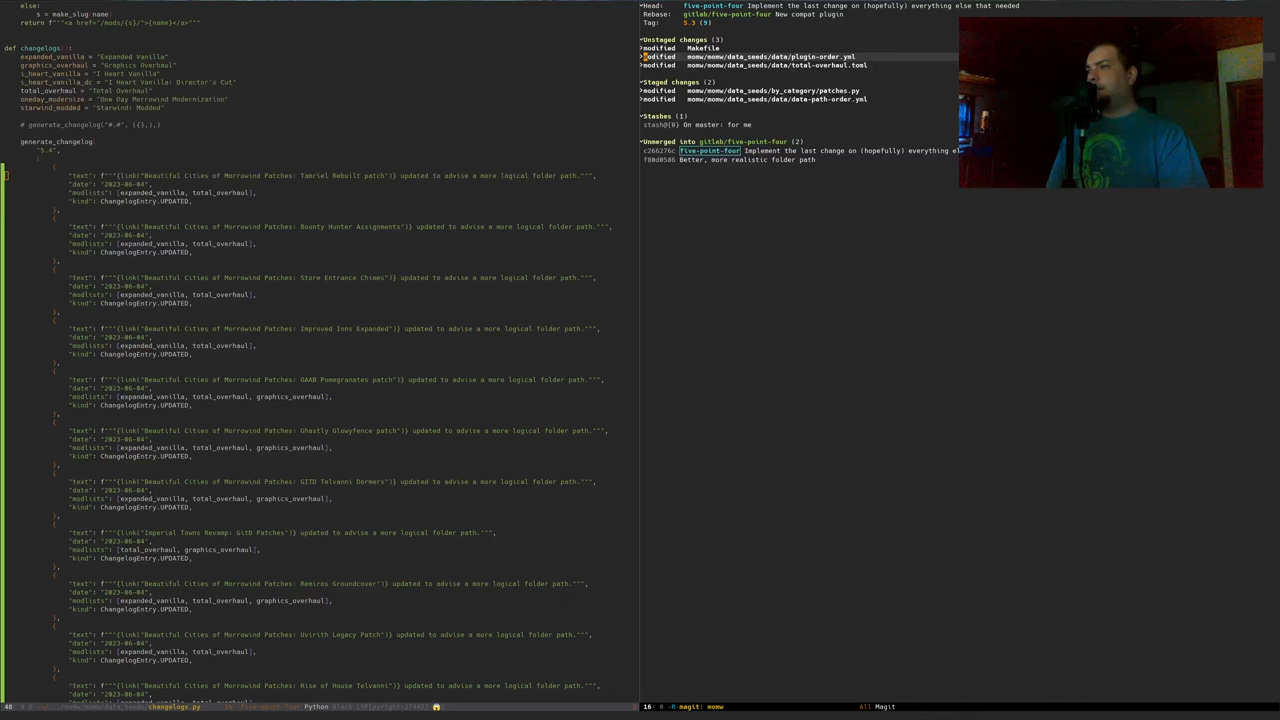 else:
s = make_slug(name)
return f"""<a href="/mods/{s}/">{name}</a>"""
def changelogs():
expanded_vanilla = "Expanded Vanilla"
graphics_overhaul = "Graphics Overhaul"
i_heart_vanilla = "I Heart Vanilla"
i_heart_vanilla_dc = "I Heart Vanilla: Director's Cut"
total_overhaul = "Total Overhaul"
oneday_modernize = "One Day Morrowind Modernization"
starwind_modded = "Starwind: Modded"
# generate_changelog("#.#", ({},),)
generate_changelog(
"5.4",
(
{
"text": f"""{link("Beautiful Cities of Morrowind Patches: Tamriel Rebuilt patch")} updated to advise a more logical folder path.""",
"date": "2023-06-04",
"modlists": [expanded_vanilla, total_overhaul],
"kind": ChangelogEntry.UPDATED,
},
{
"text": f"""{link("Beautiful Cities of Morrowind Patches: Bounty Hunter Assignments")} updated to advise a more logical folder path.""",
"date": "2023-06-04",
"modlists": [expanded_vanilla, total_overhaul],
"kind": ChangelogEntry.UPDATED,
},
{
"text": f"""{link("Beautiful Cities of Morrowind Patches: Store Entrance Chimes")} updated to advise a more logical folder path.""",
"date": "2023-06-04",
"modlists": [expanded_vanilla, total_overhaul],
"kind": ChangelogEntry.UPDATED,
},
{
"text": f"""{link("Beautiful Cities of Morrowind Patches: Improved Inns Expanded")} updated to advise a more logical folder path.""",
"date": "2023-06-04",
"modlists": [expanded_vanilla, total_overhaul],
"kind": ChangelogEntry.UPDATED,
},
{
"text": f"""{link("Beautiful Cities of Morrowind Patches: OAAB Pomegranates patch")} updated to advise a more logical folder path.""",
"date": "2023-06-04",
"modlists": [expanded_vanilla, total_overhaul, graphics_overhaul],
"kind": ChangelogEntry.UPDATED,
},
{
"text": f"""{link("Beautiful Cities of Morrowind Patches: Ghastly Glowyfence patch")} updated to advise a more logical folder path.""",
"date": "2023-06-04",
"modlists": [expanded_vanilla, total_overhaul, graphics_overhaul],
"kind": ChangelogEntry.UPDATED,
},
{
"text": f"""{link("Beautiful Cities of Morrowind Patches: GITD Telvanni Dormers")} updated to advise a more logical folder path.""",
"date": "2023-06-04",
"modlists": [expanded_vanilla, total_overhaul, graphics_overhaul],
"kind": ChangelogEntry.UPDATED,
},
{
"text": f"""{link("Imperial Towns Revamp: GitD Patches")} updated to advise a more logical folder path.""",
"date": "2023-06-04",
"modlists": [total_overhaul, graphics_overhaul],
"kind": ChangelogEntry.UPDATED,
},
{
"text": f"""{link("Beautiful Cities of Morrowind Patches: Remiros Groundcover")} updated to advise a more logical folder path.""",
"date": "2023-06-04",
"modlists": [expanded_vanilla, total_overhaul, graphics_overhaul],
"kind": ChangelogEntry.UPDATED,
},
{
"text": f"""{link("Beautiful Cities of Morrowind Patches: Uvirith Legacy Patch")} updated to advise a more logical folder path.""",
"date": "2023-06-04",
"modlists": [expanded_vanilla, total_overhaul],
"kind": ChangelogEntry.UPDATED,
},
{
"text": f"""{link("Beautiful Cities of Morrowind Patches: Rise of House Telvanni")} updated to advise a more logical folder path.""",
"date": "2023-06-04",
changelogs.py five-point-four Python
Head: five-point-four Implement the last change on (hopefully) everything else that needed
Rebase: gitlab/five-point-four New compat plugin
Tag: 5.3 (9)
Unstaged changes (3)
modified Makefile
modified momw/momw/data_seeds/data/plugin-order.yml
modified momw/momw/data_seeds/data/total-overhaul.toml
Staged changes (2)
modified momw/momw/data_seeds/by_category/patches.py
modified momw/momw/data_seeds/data/data-path-order.yml
Stashes (1)
stash@{0} On master: for me
Unmerged into gitlab/five-point-four (2)
c266276c five-point-four Implement the last change on (hopefully) everything el
f80d0586 Better, more realistic folder path
magit: momw All Magit